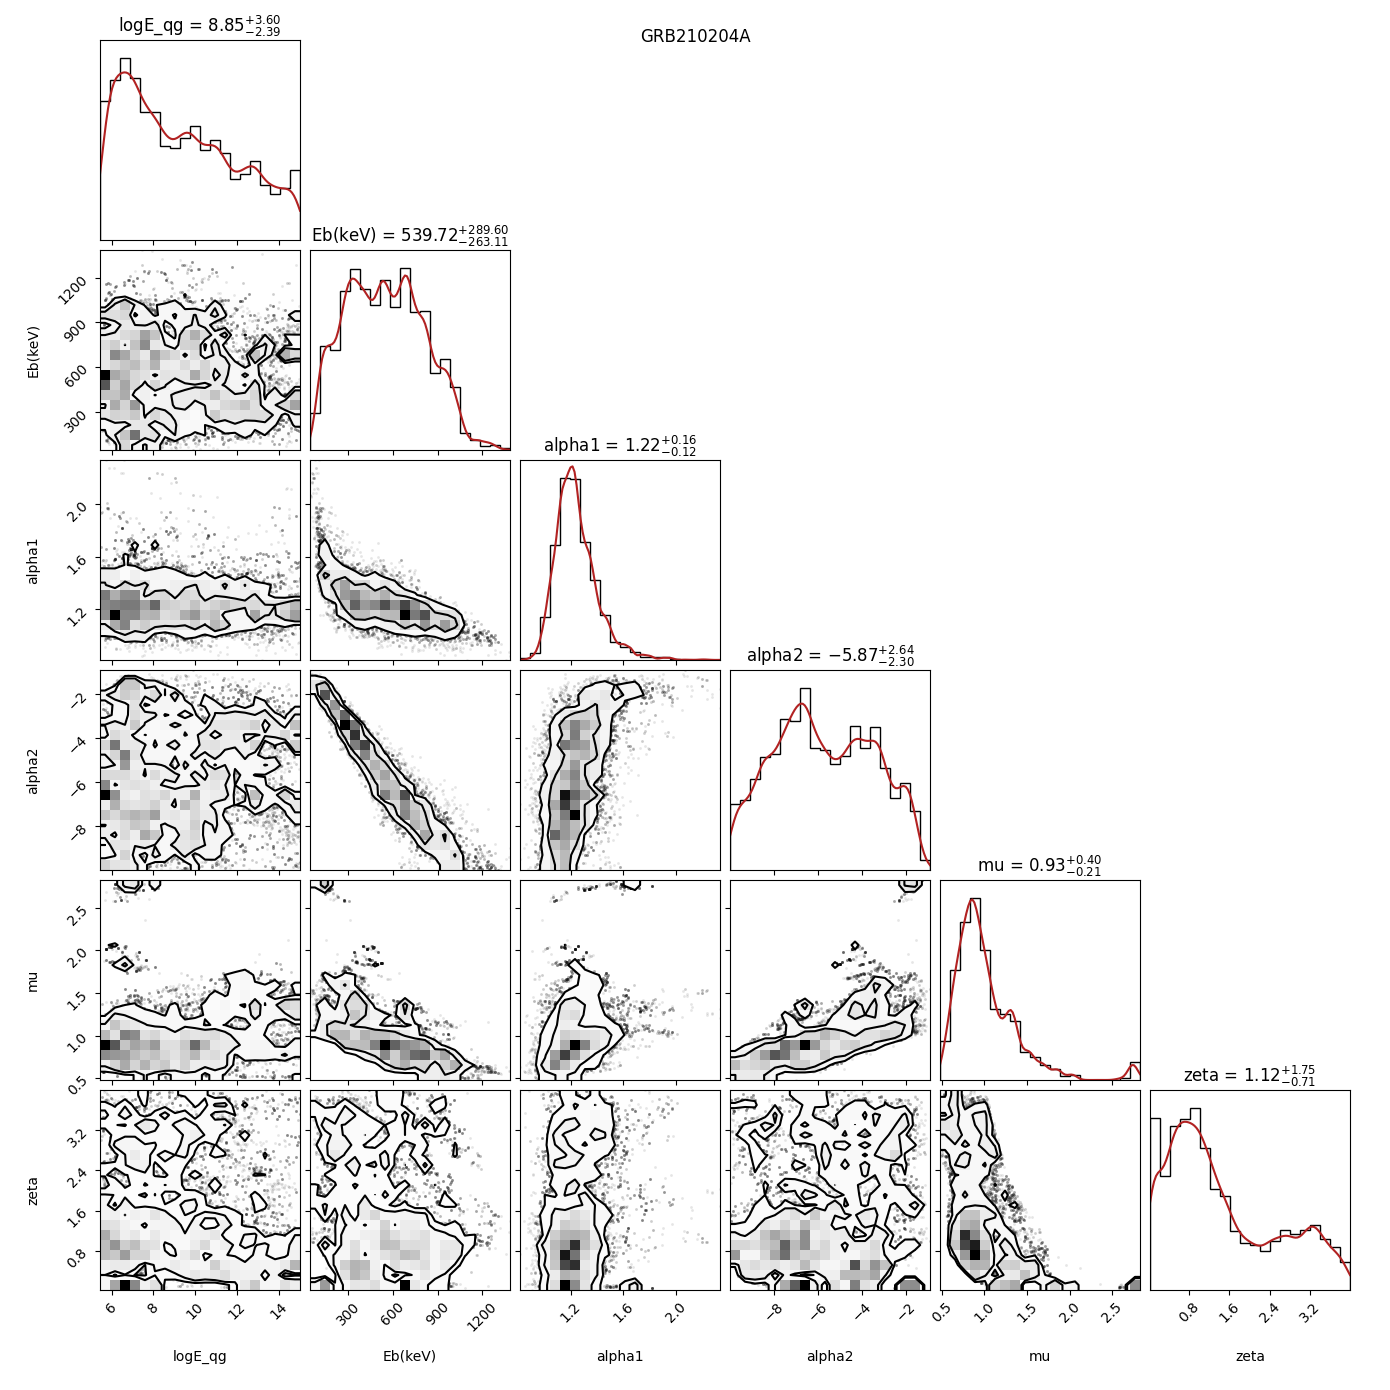 GRB210204A
logE_qg = 8.85 +3.60 −2.39
Eb(keV) = 539.72 +289.60 −263.11
1200
900
600
300
Eb(keV)
alpha1 = 1.22 +0.16 −0.12
2.0
1.6
1.2
alpha1
alpha2 = −5.87 +2.64 −2.30
−2
−4
−6
−8
alpha2
mu = 0.93 +0.40 −0.21
2.5
2.0
1.5
1.0
0.5
mu
zeta = 1.12 +1.75 −0.71
3.2
2.4
1.6
0.8
zeta
6 8 10 12 14
300 600 900 1200
1.2 1.6 2.0
−8 −6 −4 −2
0.5 1.0 1.5 2.0 2.5
0.8 1.6 2.4 3.2
logE_qg Eb(keV) alpha1 alpha2 mu zeta